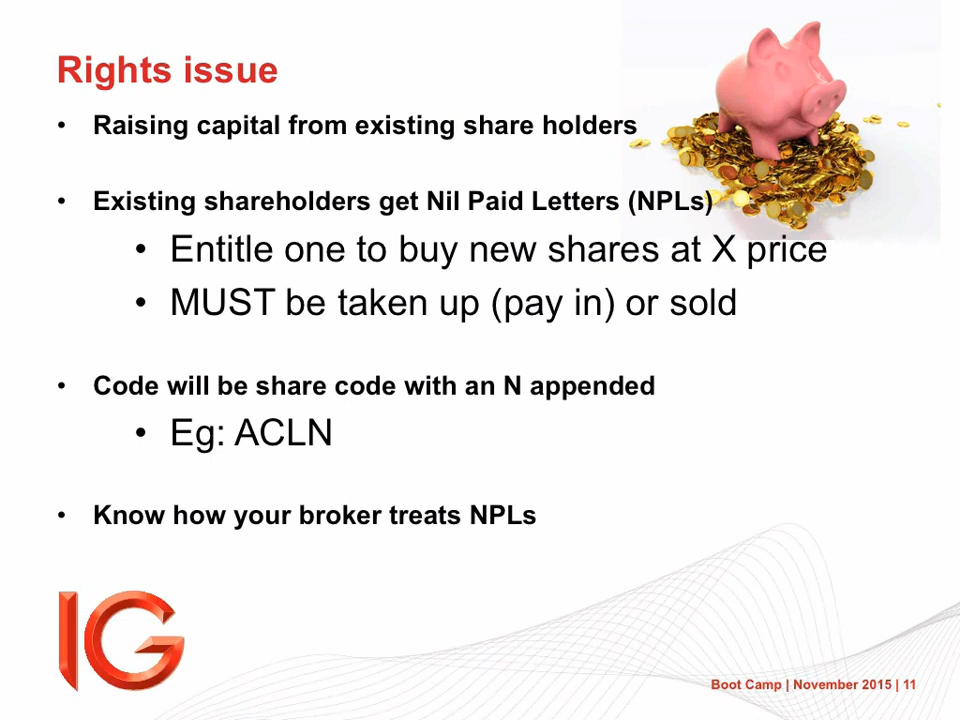 Rights issue
• Raising capital from existing share holders
• Existing shareholders get Nil Paid Letters (NPLs)
• Entitle one to buy new shares at X price
• MUST be taken up (pay in) or sold
• Code will be share code with an N appended
• Eg: ACLN
• Know how your broker treats NPLs
IG
Boot Camp | November 2015 | 11